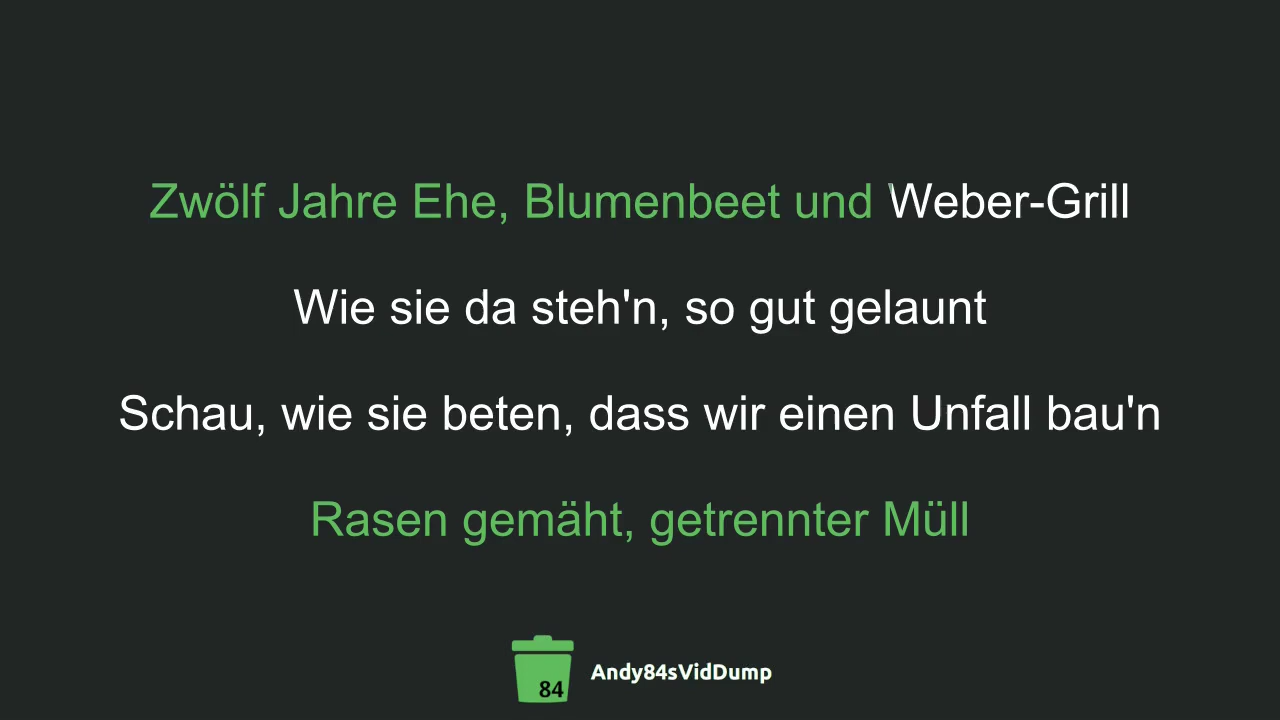 Zwölf Jahre Ehe, Blumenbeet und Weber-Grill
Wie sie da steh'n, so gut gelaunt
Schau, wie sie beten, dass wir einen Unfall bau'n
Rasen gemäht, getrennter Müll
84 Andy84sVidDump